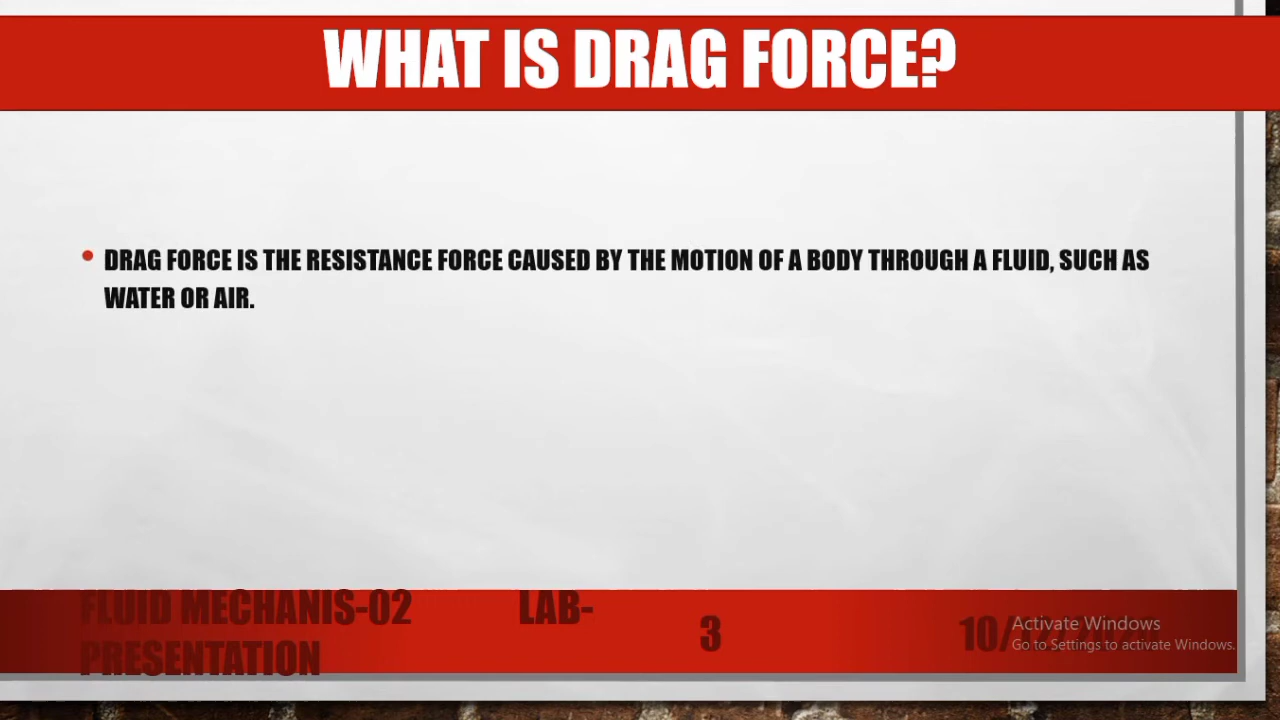 WHAT IS DRAG FORCE?
• DRAG FORCE IS THE RESISTANCE FORCE CAUSED BY THE MOTION OF A BODY THROUGH A FLUID, SUCH AS
WATER OR AIR.
FLUID MECHANIS-02 LAB-
PRESENTATION
3
10/
Activate Windows
Go to Settings to activate Windows.